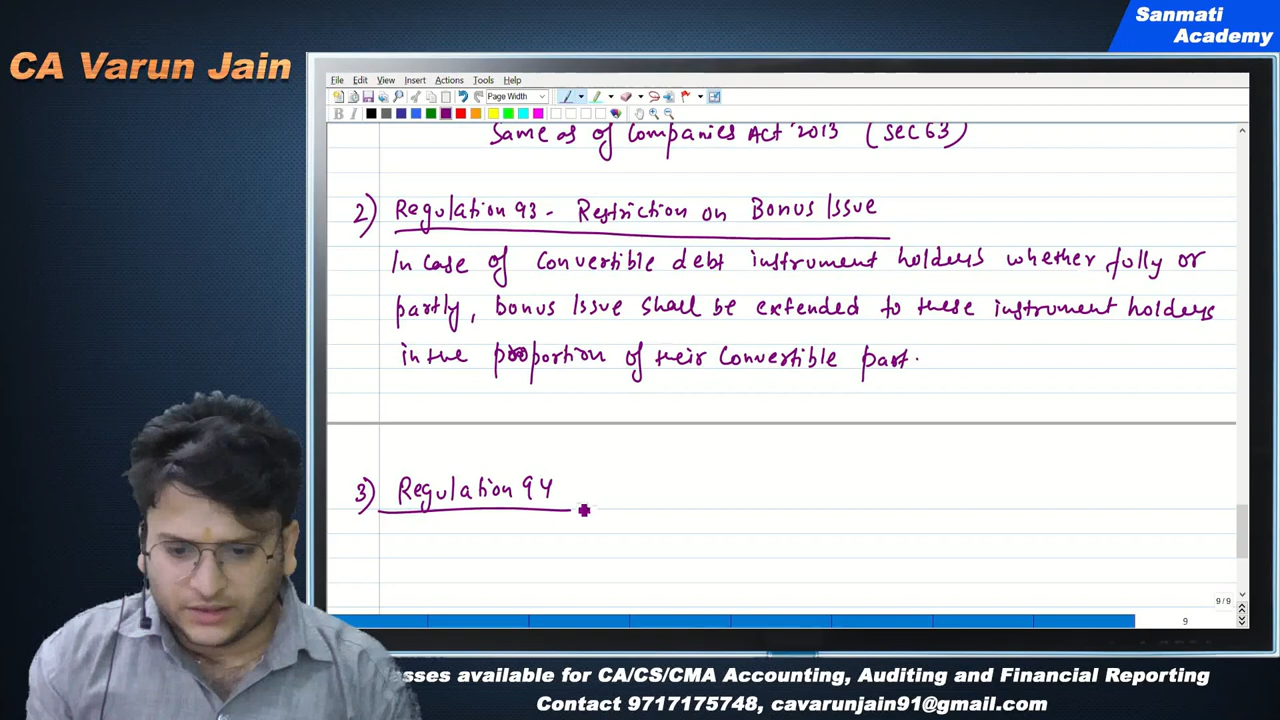 Sanmati
Academy
CA Varun Jain
File Edit View Insert Actions Tools Help
Page Width
Same as of Companies Act 2013 (Sec 63)
2) Regulation 93 - Restriction on Bonus Issue
In case of Convertible debt instrument holders whether fully or
partly, bonus Issue shall be extended to these instrument holders
in the proportion of their Convertible part.
3) Regulation 94
9/9
9
asses available for CA/CS/CMA Accounting, Auditing and Financial Reporting
Contact 9717175748, cavarunjain91@gmail.com